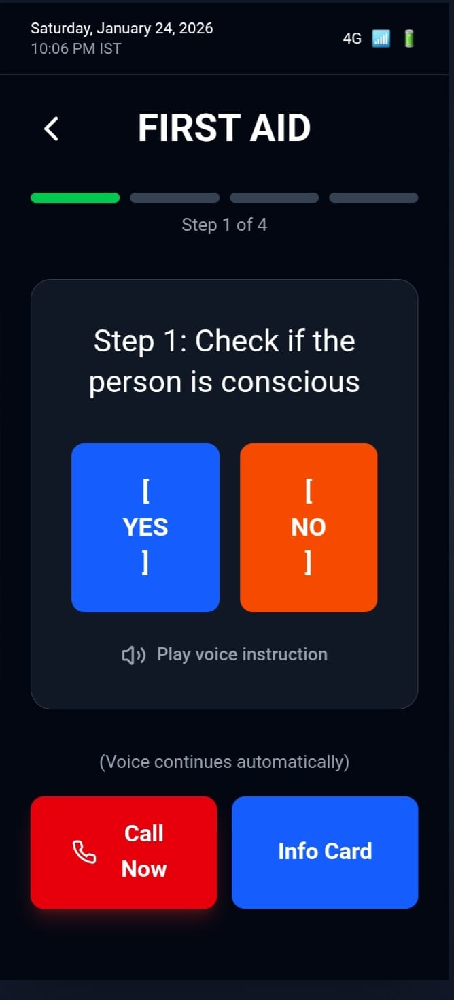 Saturday, January 24, 2026
10:06 PM IST
4G
FIRST AID
Step 1 of 4
Step 1: Check if the
person is conscious
[
YES
]
[
NO
]
Play voice instruction
(Voice continues automatically)
Call
Now
Info Card